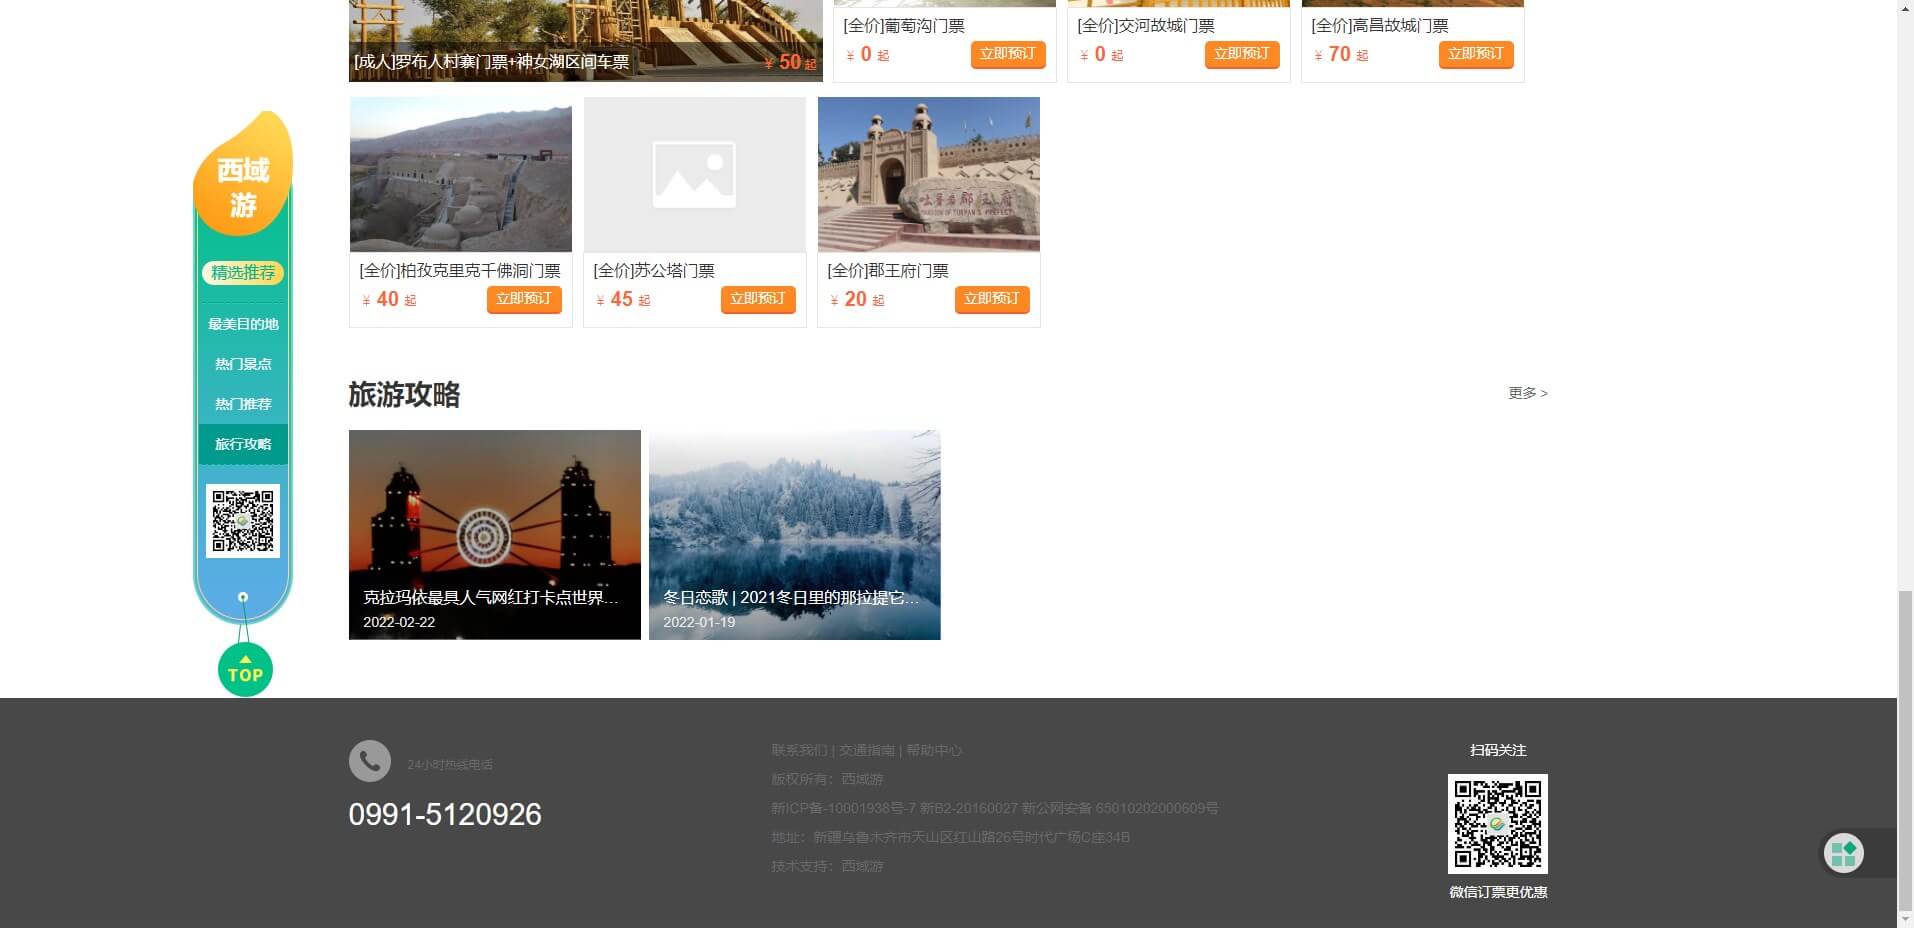 [成人]罗布人村寨门票+神女湖区间车票
¥ 50 起
[全价]葡萄沟门票
¥ 0 起
立即预订
[全价]交河故城门票
¥ 0 起
立即预订
[全价]高昌故城门票
¥ 70 起
立即预订
西域
游
精选推荐
最美目的地
热门景点
热门推荐
旅行攻略
TOP
[全价]柏孜克里克千佛洞门票
¥ 40 起
立即预订
[全价]苏公塔门票
¥ 45 起
立即预订
吐鲁番郡王府
KINGDOM OF TURPAN'S PREFECT
[全价]郡王府门票
¥ 20 起
立即预订
旅游攻略
更多 >
克拉玛依最具人气网红打卡点世界…
2022-02-22
冬日恋歌 | 2021冬日里的那拉提它…
2022-01-19
24小时热线电话
0991-5120926
联系我们 | 交通指南 | 帮助中心
版权所有：西域游
新ICP备-10001938号-7 新B2-20160027 新公网安备 65010202000609号
地址：新疆乌鲁木齐市天山区红山路26号时代广场C座34B
技术支持：西域游
扫码关注
微信订票更优惠